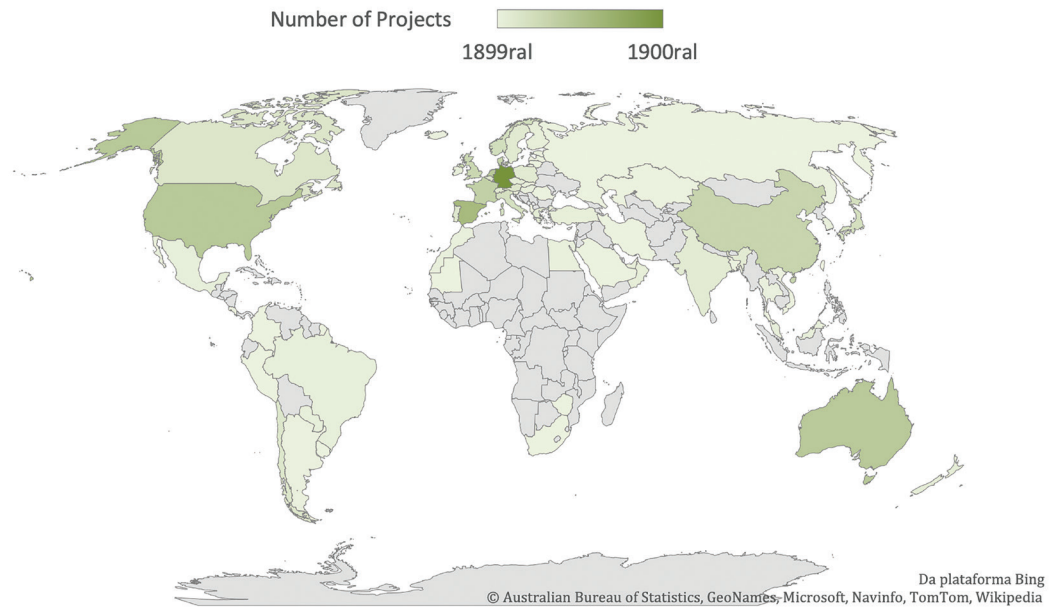 Number of Projects
1899ral 1900ral
Da plataforma Bing
© Australian Bureau of Statistics, GeoNames, Microsoft, Navinfo, TomTom, Wikipedia